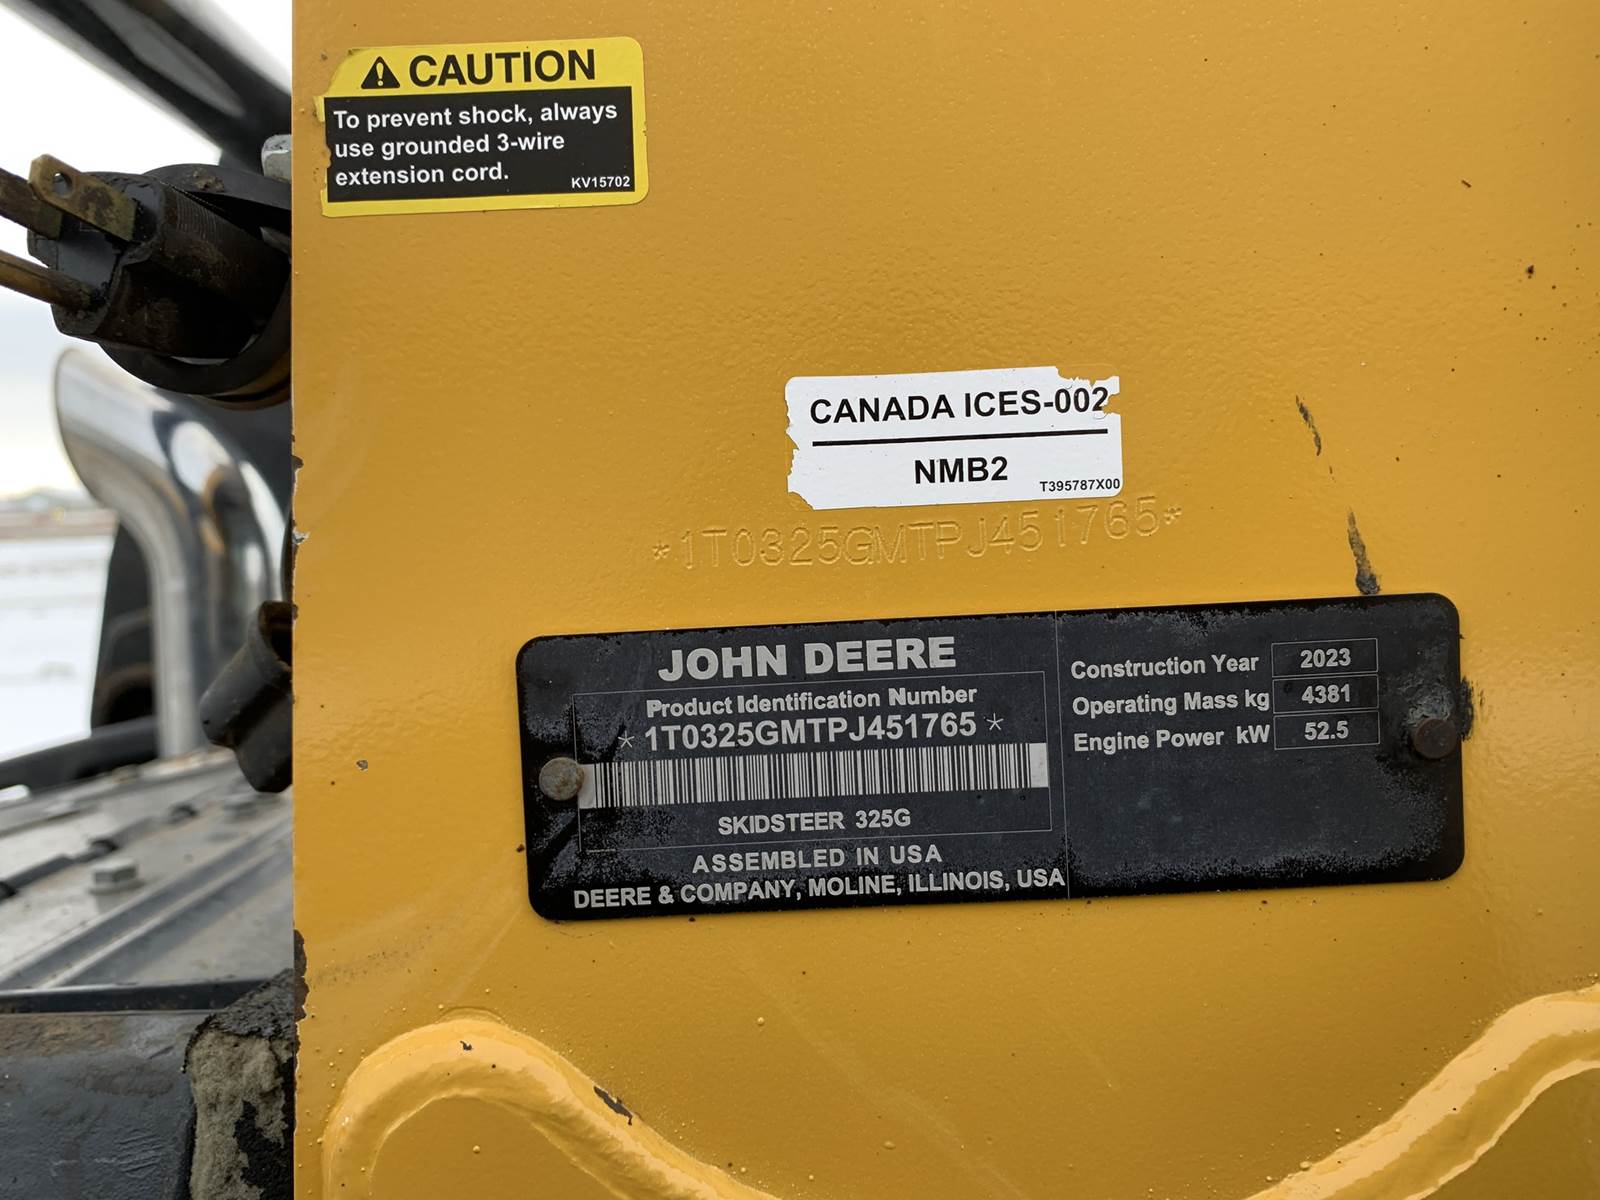 CAUTION
To prevent shock, always
use grounded 3-wire
extension cord.
KV15702
CANADA ICES-002
NMB2
T395787X00
*1T0325GMTPJ451765*
JOHN DEERE
Product Identification Number
* 1T0325GMTPJ451765 *
SKIDSTEER 325G
ASSEMBLED IN USA
DEERE & COMPANY, MOLINE, ILLINOIS, USA
Construction Year 2023
Operating Mass kg 4381
Engine Power kW 52.5